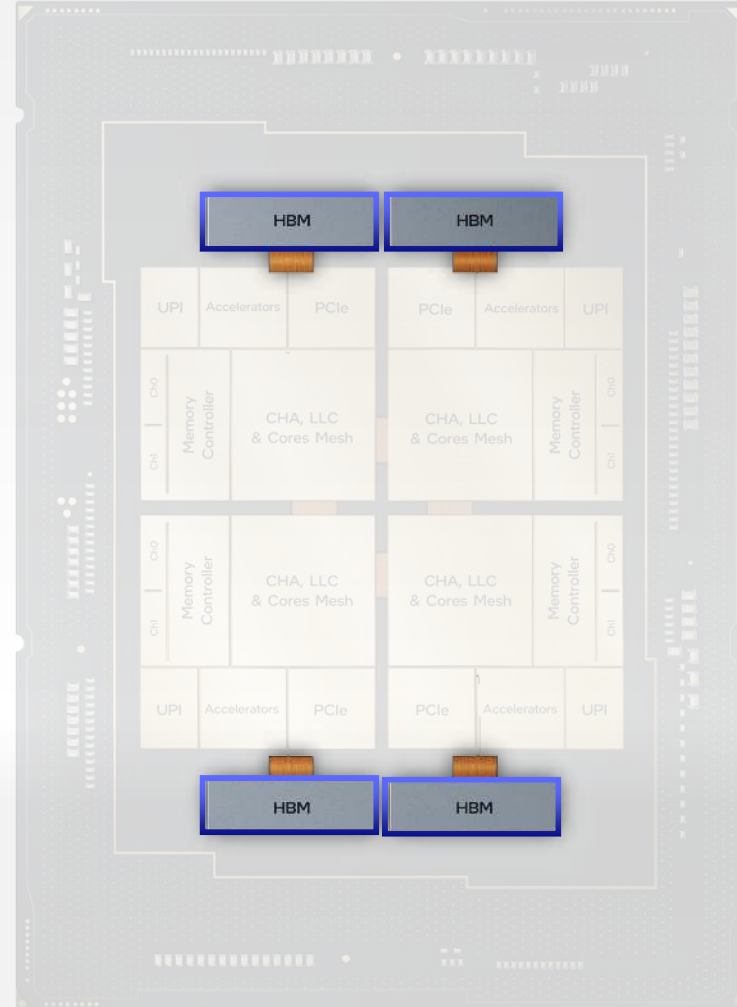 HBM
HBM
UPI
Accelerators
PCIe
PCIe
Accelerators
UPI
Ch0
Ch1
Memory
Controller
CHA, LLC
& Cores Mesh
CHA, LLC
& Cores Mesh
Memory
Controller
Ch0
Ch1
Ch0
Ch1
Memory
Controller
CHA, LLC
& Cores Mesh
CHA, LLC
& Cores Mesh
Memory
Controller
Ch0
Ch1
UPI
Accelerators
PCIe
PCIe
Accelerators
UPI
HBM
HBM